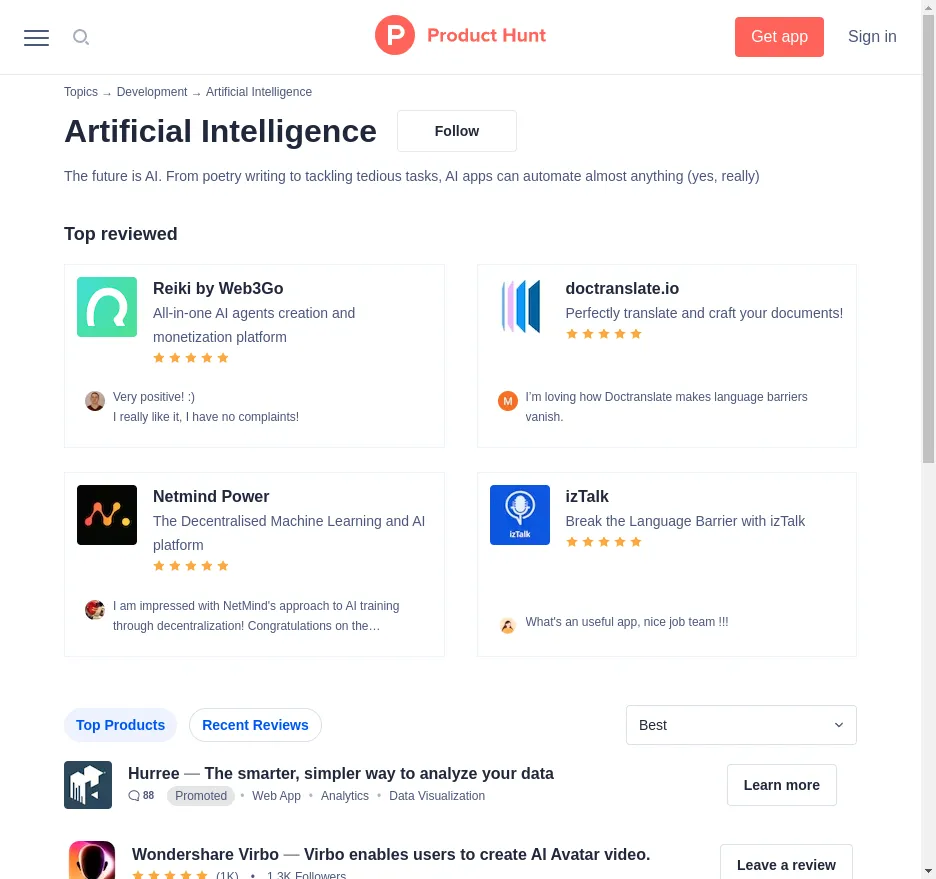 Product Hunt
Get app
Sign in
Topics → Development → Artificial Intelligence
Artificial Intelligence
Follow
The future is AI. From poetry writing to tackling tedious tasks, AI apps can automate almost anything (yes, really)
Top reviewed
Reiki by Web3Go
All-in-one AI agents creation and
monetization platform
Very positive! :)
I really like it, I have no complaints!
doctranslate.io
Perfectly translate and craft your documents!
M
I'm loving how Doctranslate makes language barriers
vanish.
Netmind Power
The Decentralised Machine Learning and AI
platform
I am impressed with NetMind's approach to AI training
through decentralization! Congratulations on the…
izTalk
izTalk
Break the Language Barrier with izTalk
What's an useful app, nice job team !!!
Top Products
Recent Reviews
Best
Hurree — The smarter, simpler way to analyze your data
88 Promoted • Web App • Analytics • Data Visualization
Learn more
Wondershare Virbo — Virbo enables users to create AI Avatar video.
(1K) • 1.3K Followers
Leave a review